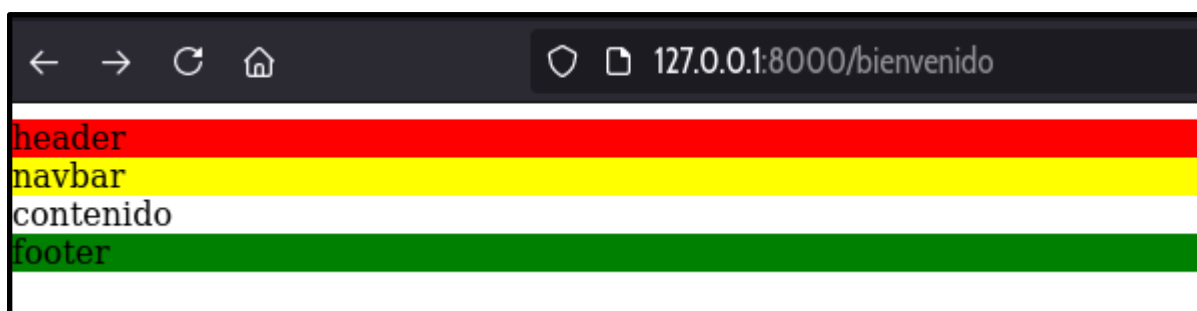 127.0.0.1:8000/bienvenido
header
navbar
contenido
footer